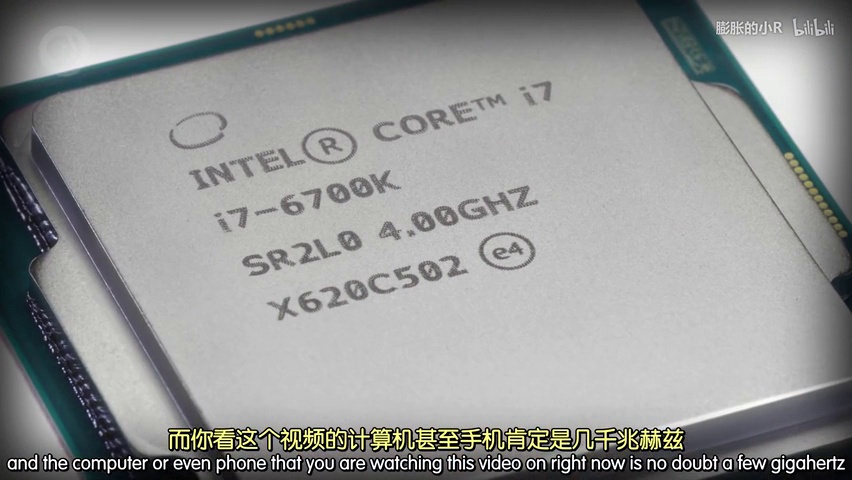 膨胀的小R bilibili
INTEL® CORE™ i7
i7-6700K
SR2L0 4.00GHZ
X620C502 e4
而你看这个视频的计算机甚至手机肯定是几千兆赫兹
and the computer or even phone that you are watching this video on right now is no doubt a few gigahertz